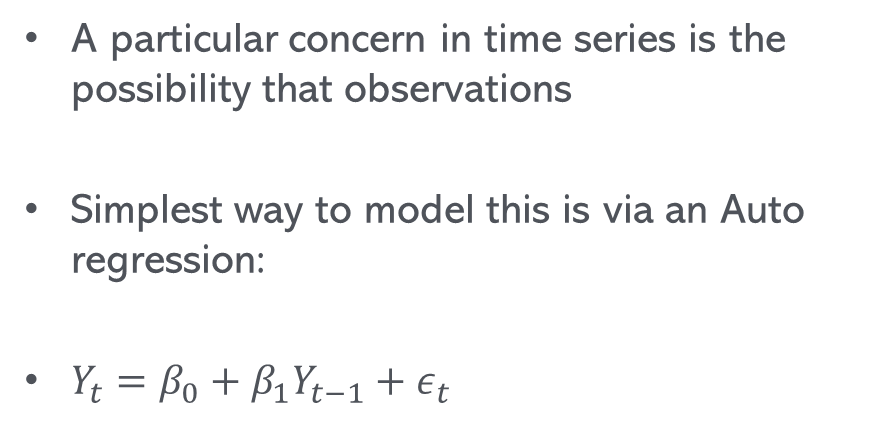 • A particular concern in time series is the
possibility that observations
• Simplest way to model this is via an Auto
regression:
• Yₜ = β₀ + β₁Yₜ₋₁ + ϵₜ